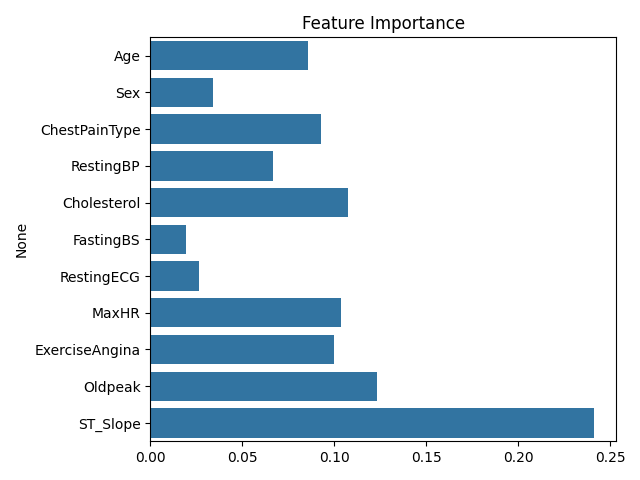 Feature Importance
None
Age
Sex
ChestPainType
RestingBP
Cholesterol
FastingBS
RestingECG
MaxHR
ExerciseAngina
Oldpeak
ST_Slope
0.00 0.05 0.10 0.15 0.20 0.25